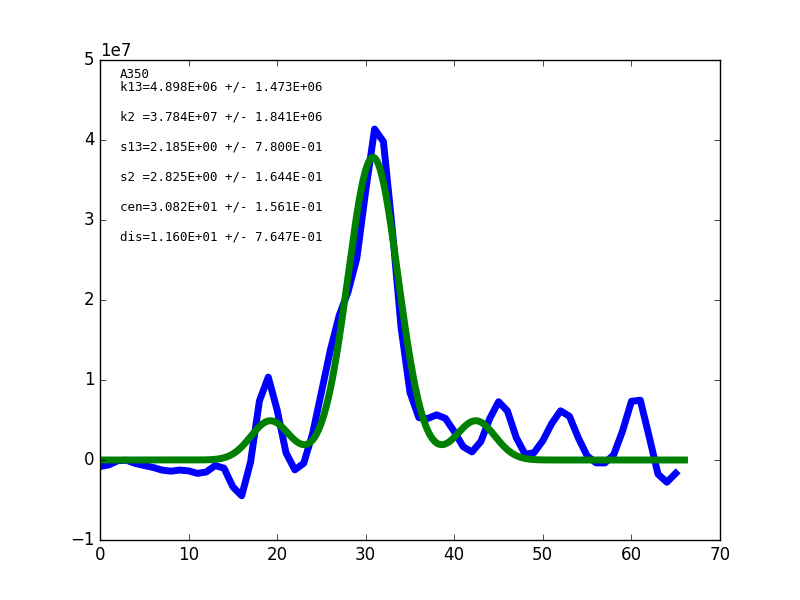 1e7
A350
k13=4.898E+06 +/- 1.473E+06
k2 =3.784E+07 +/- 1.841E+06
s13=2.185E+00 +/- 7.800E-01
s2 =2.825E+00 +/- 1.644E-01
cen=3.082E+01 +/- 1.561E-01
dis=1.160E+01 +/- 7.647E-01
5
4
3
2
1
0
−1
0 10 20 30 40 50 60 70